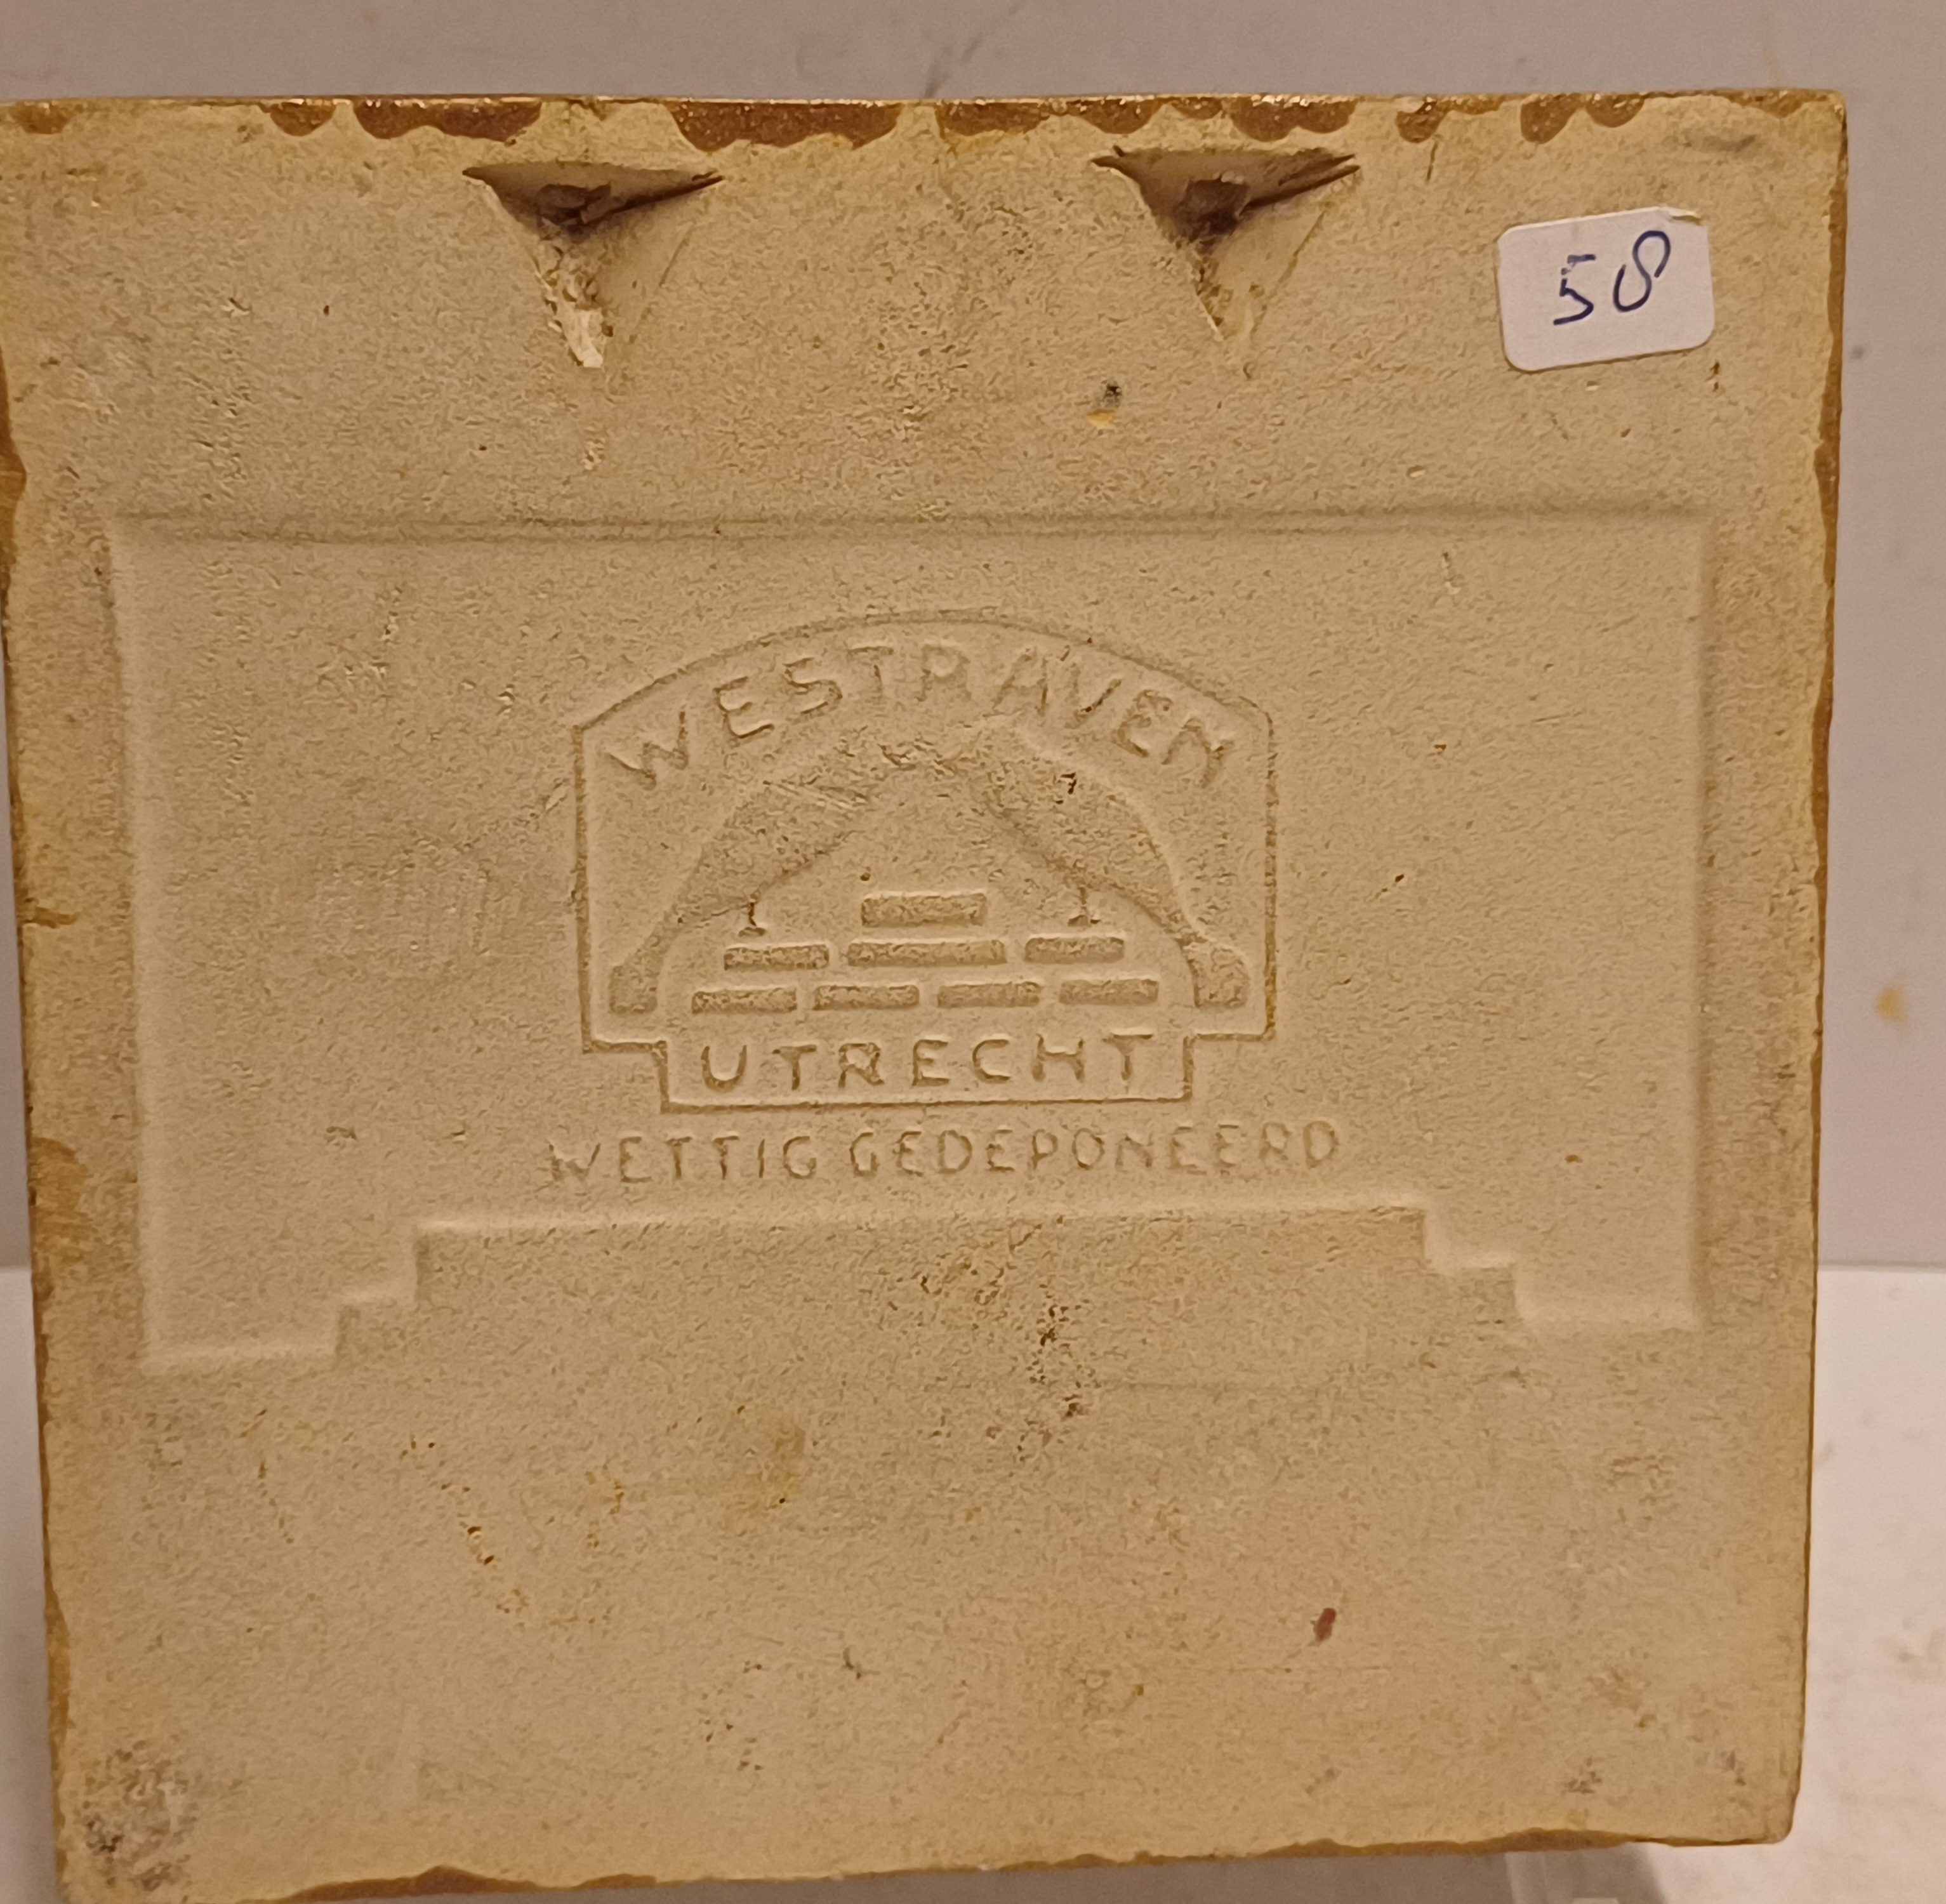 58
WESTRAVEN
UTRECHT
WETTIG GEDEPONEERD